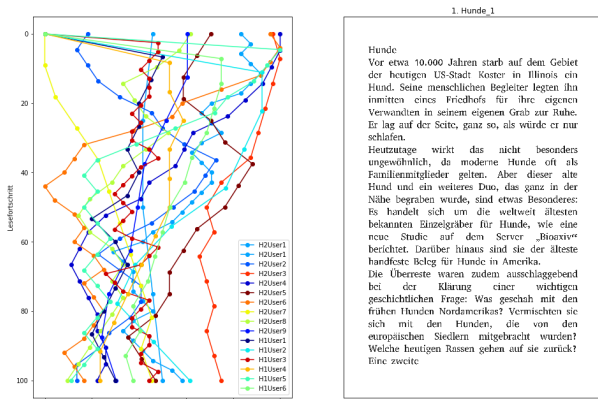 1. Hunde_1
0
20
40
60
80
100
Lesefortschritt
H2User1
H2User1
H2User2
H2User3
H2User4
H2User5
H2User6
H2User7
H2User8
H2User9
H1User1
H1User2
H1User3
H1User4
H1User5
H1User6
Hunde
Vor etwa 10.000 Jahren starb auf dem Gebiet
der heutigen US-Stadt Koster in Illinois ein
Hund. Seine menschlichen Begleiter legten ihn
inmitten eines Friedhofs für ihre eigenen
Verwandten in seinem eigenen Grab zur Ruhe.
Er lag auf der Seite, ganz so, als würde er nur
schlafen.
Heutzutage wirkt das nicht besonders
ungewöhnlich, da moderne Hunde oft als
Familienmitglieder gelten. Aber dieser alte
Hund und ein weiteres Duo, das ganz in der
Nähe begraben wurde, sind etwas Besonderes:
Es handelt sich um die weltweit ältesten
bekannten Einzelgräber für Hunde, wie eine
neue Studie auf dem Server „Bioaxiv“
berichtet. Darüber hinaus sind sie der älteste
handfeste Beleg für Hunde in Amerika.
Die Überreste waren zudem ausschlaggebend
bei der Klärung einer wichtigen
geschichtlichen Frage: Was geschah mit den
frühen Hunden Nordamerikas? Vermischten sie
sich mit den Hunden, die von den
europäischen Siedlern mitgebracht wurden?
Welche heutigen Rassen gehen auf sie zurück?
Eine zweite